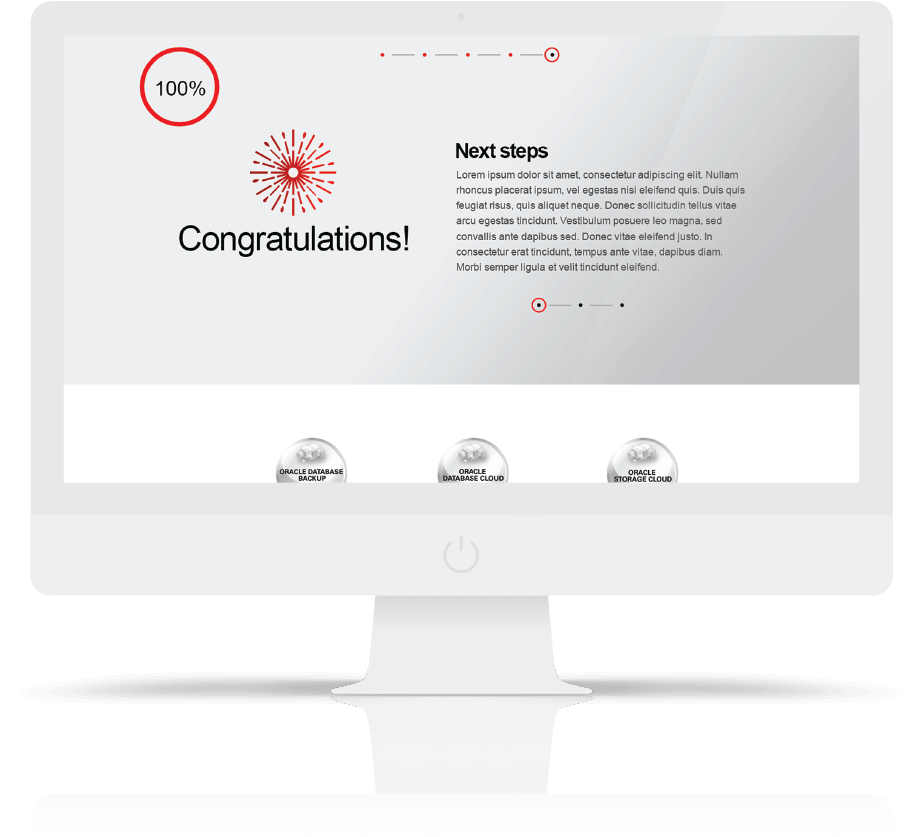 100%
Congratulations!
Next steps
Lorem ipsum dolor sit amet, consectetur adipiscing elit. Nullam
rhoncus placerat ipsum, vel egestas nisi eleifend quis. Duis quis
feugiat risus, quis aliquet neque. Donec sollicitudin tellus vitae
arcu egestas tincidunt. Vestibulum posuere leo magna, sed
convallis ante dapibus sed. Donec vitae eleifend justo. In
consectetur erat tincidunt, tempus ante vitae, dapibus diam.
Morbi semper ligula et velit tincidunt eleifend.
ORACLE DATABASE
BACKUP
ORACLE
DATABASE CLOUD
ORACLE
STORAGE CLOUD